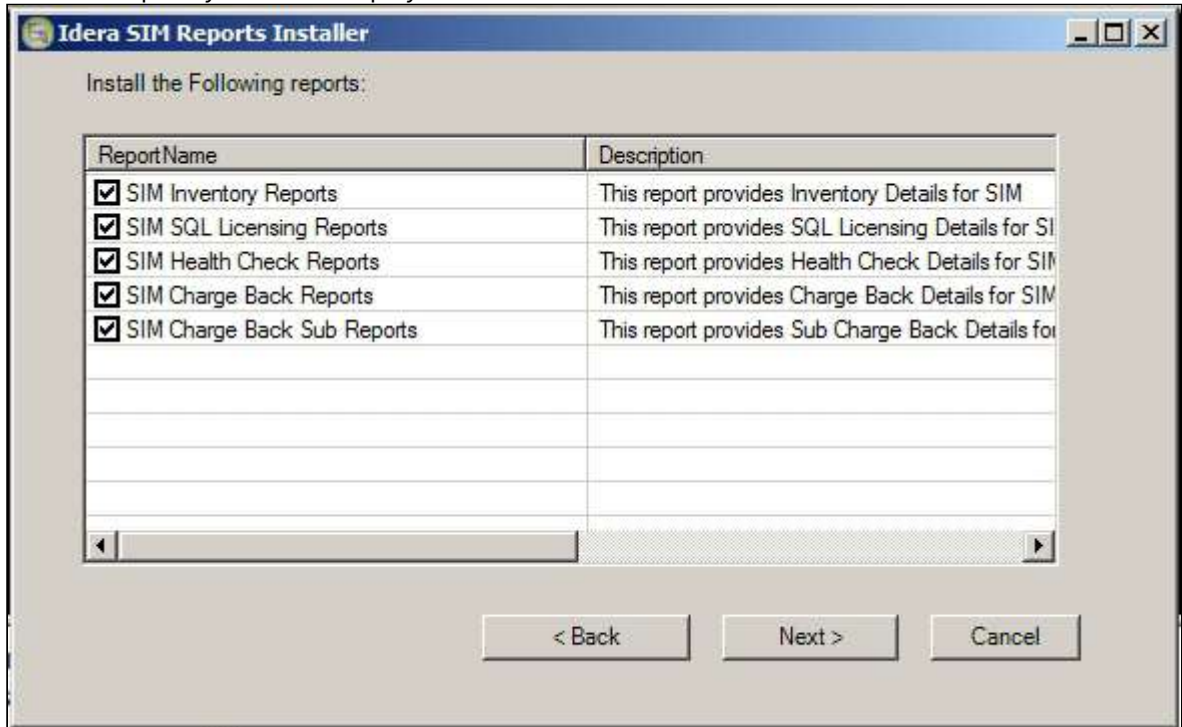 Idera SIM Reports Installer
Install the Following reports:
ReportName Description
SIM Inventory Reports This report provides Inventory Details for SIM
SIM SQL Licensing Reports This report provides SQL Licensing Details for SI
SIM Health Check Reports This report provides Health Check Details for SIM
SIM Charge Back Reports This report provides Charge Back Details for SIM
SIM Charge Back Sub Reports This report provides Sub Charge Back Details for
< Back Next > Cancel